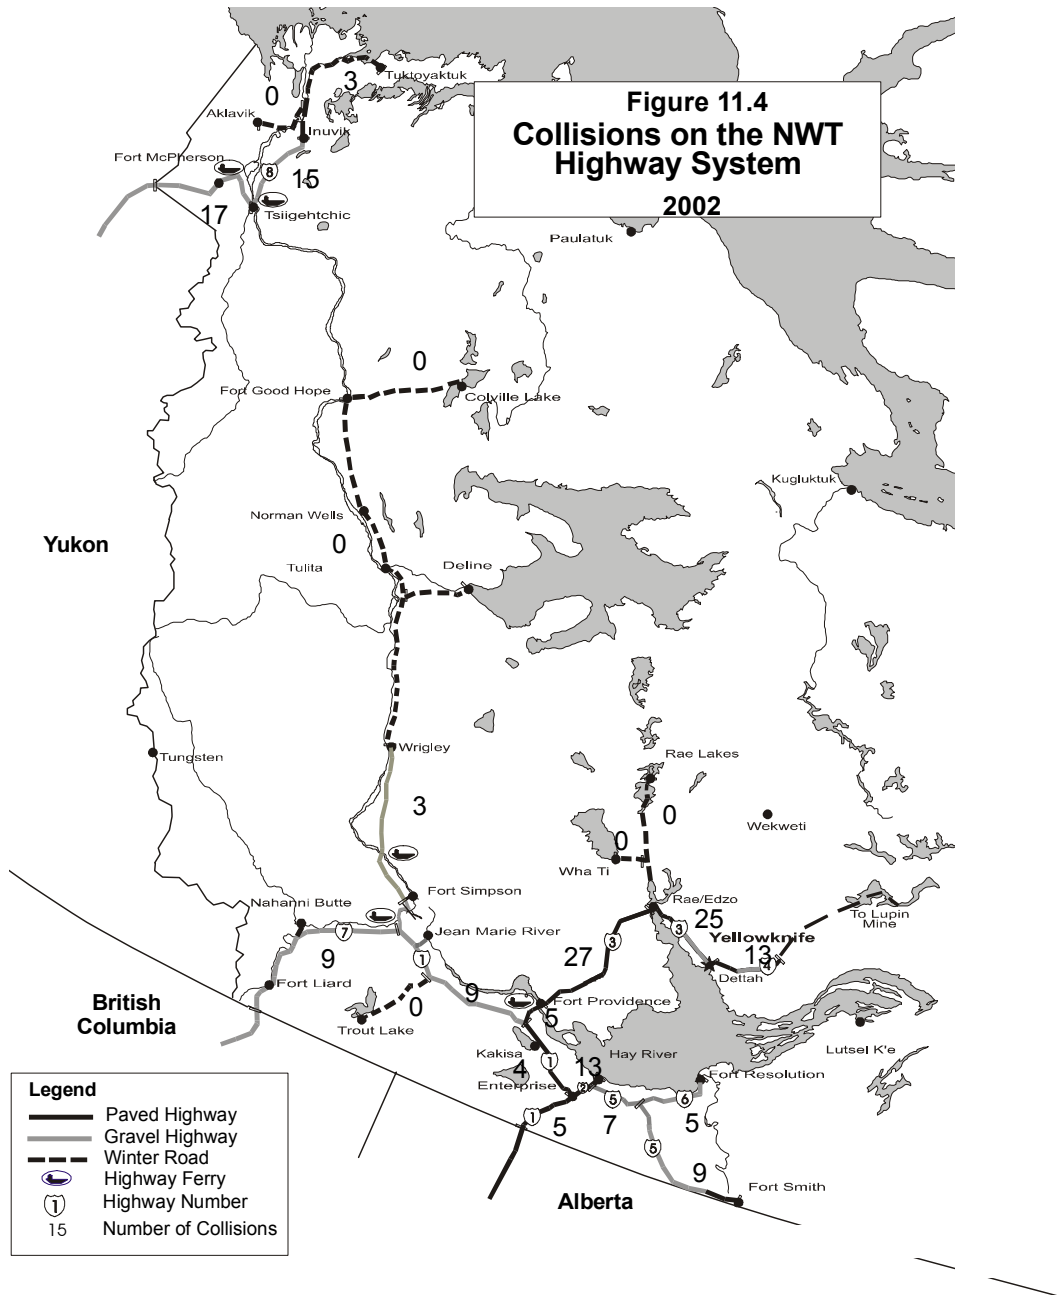 Figure 11.4
Collisions on the NWT
Highway System
2002
Tuktoyaktuk
3
0
Aklavik
Inuvik
Fort McPherson
8
15
17
Tsiigehtchic
Paulatuk
0
Fort Good Hope
Colville Lake
Kugluktuk
Norman Wells
0
Yukon
Tulita
Deline
Wrigley
Tungsten
Rae Lakes
3
0
Wekweti
0
Wha Ti
Fort Simpson
Nahanni Butte
Rae/Edzo
25
To Lupin
Mine
7
Jean Marie River
3
3
Yellowknife
9
1
27
13
4
Dettah
Fort Liard
9
British
Columbia
0
Fort Providence
5
Trout Lake
Lutsel K'e
Kakisa
Hay River
4
1
13
Fort Resolution
Enterprise
2
5
6
1
5
7
5
5
9
Fort Smith
Alberta
Legend
Paved Highway
Gravel Highway
Winter Road
Highway Ferry
1 Highway Number
15 Number of Collisions